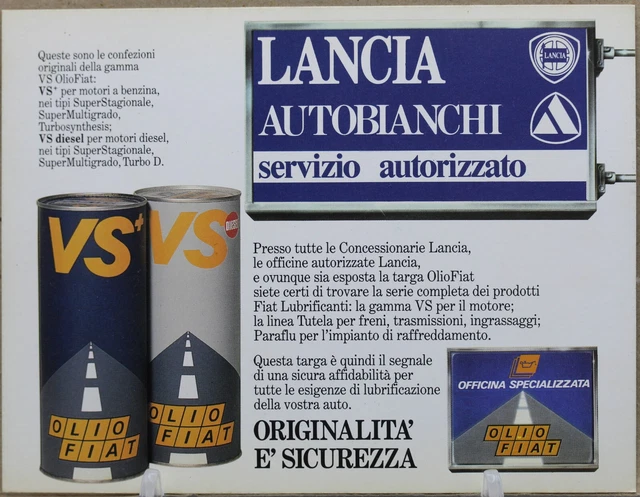 Queste sono le confezioni
originali della gamma
VS OlioFiat:
VS+ per motori a benzina,
nei tipi SuperStagionale,
SuperMultigrado,
Turbosynthesis;
VS diesel per motori diesel,
nei tipi SuperStagionale,
SuperMultigrado, Turbo D.
LANCIA
LANCIA
AUTOBIANCHI
servizio autorizzato
VS+
VS
OLIO
FIAT
OLIO
FIAT
Presso tutte le Concessionarie Lancia,
le officine autorizzate Lancia,
e ovunque sia esposta la targa OlioFiat
siete certi di trovare la serie completa dei prodotti
Fiat Lubrificanti: la gamma VS per il motore;
la linea Tutela per freni, trasmissioni, ingrassaggi;
Paraflu per l'impianto di raffreddamento.
Questa targa è quindi il segnale
di una sicura affidabilità per
tutte le esigenze di lubrificazione
della vostra auto.
ORIGINALITA'
E' SICUREZZA
OFFICINA SPECIALIZZATA
OLIO
FIAT